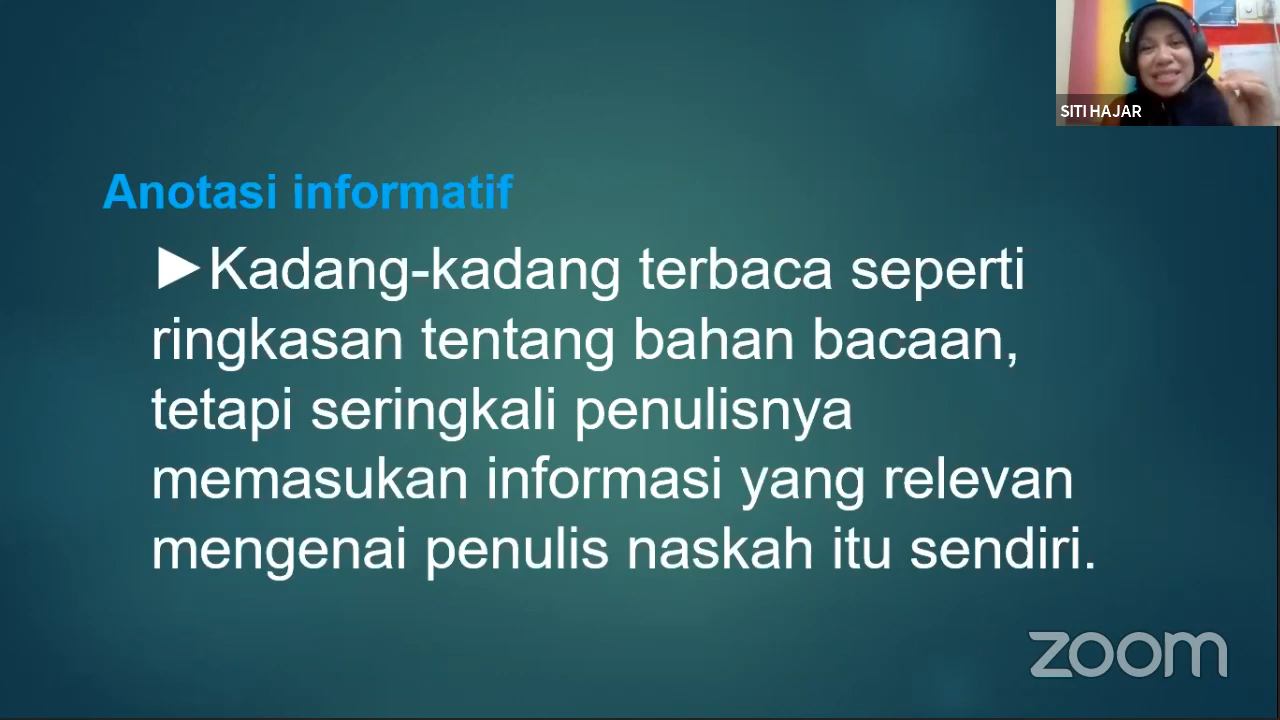 SITI HAJAR
Anotasi informatif
►Kadang-kadang terbaca seperti
ringkasan tentang bahan bacaan,
tetapi seringkali penulisnya
memasukan informasi yang relevan
mengenai penulis naskah itu sendiri.
zoom